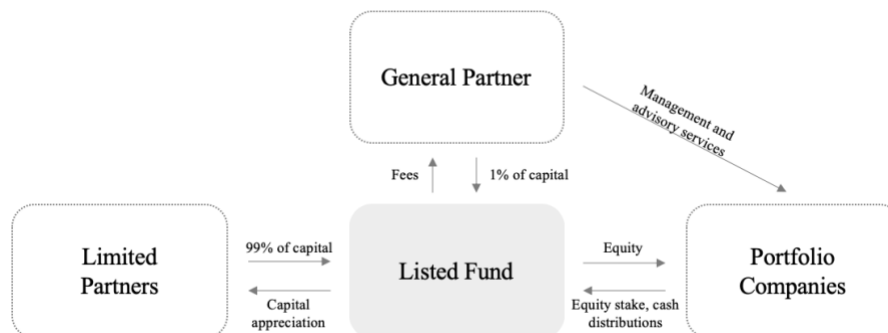 General Partner
Management and
advisory services
Fees
1% of capital
Limited
Partners
99% of capital
Capital
appreciation
Listed Fund
Equity
Equity stake, cash
distributions
Portfolio
Companies